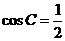 cos C = 1/2